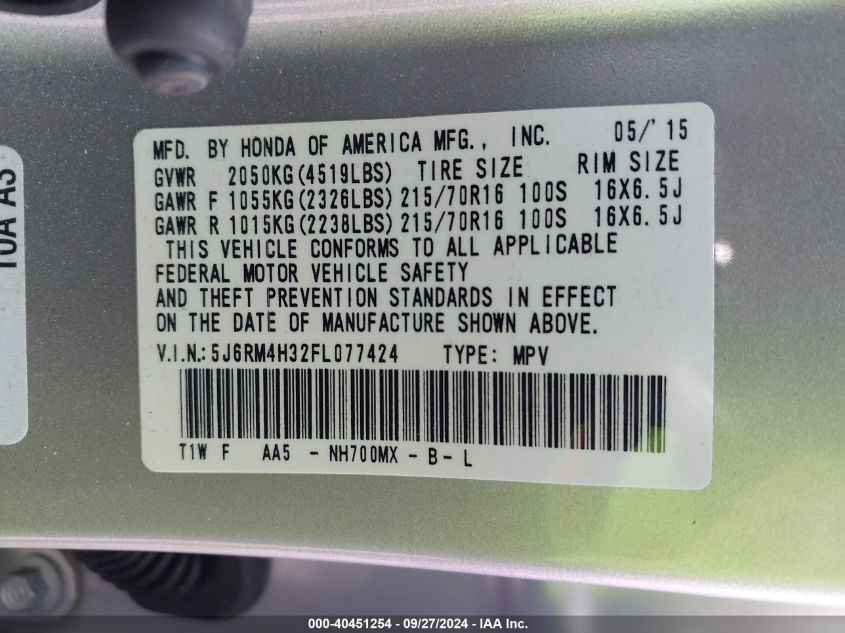 MFD. BY HONDA OF AMERICA MFG., INC. 05/'15
GVWR 2050KG(4519LBS) TIRE SIZE RIM SIZE
GAWR F 1055KG(2326LBS) 215/70R16 100S 16X6.5J
GAWR R 1015KG(2238LBS) 215/70R16 100S 16X6.5J
THIS VEHICLE CONFORMS TO ALL APPLICABLE
FEDERAL MOTOR VEHICLE SAFETY
AND THEFT PREVENTION STANDARDS IN EFFECT
ON THE DATE OF MANUFACTURE SHOWN ABOVE.
V.I.N.:5J6RM4H32FL077424 TYPE: MPV
T1W F AA5 - NH700MX - B - L
10A A3
000-40451254 - 09/27/2024 - IAA Inc.